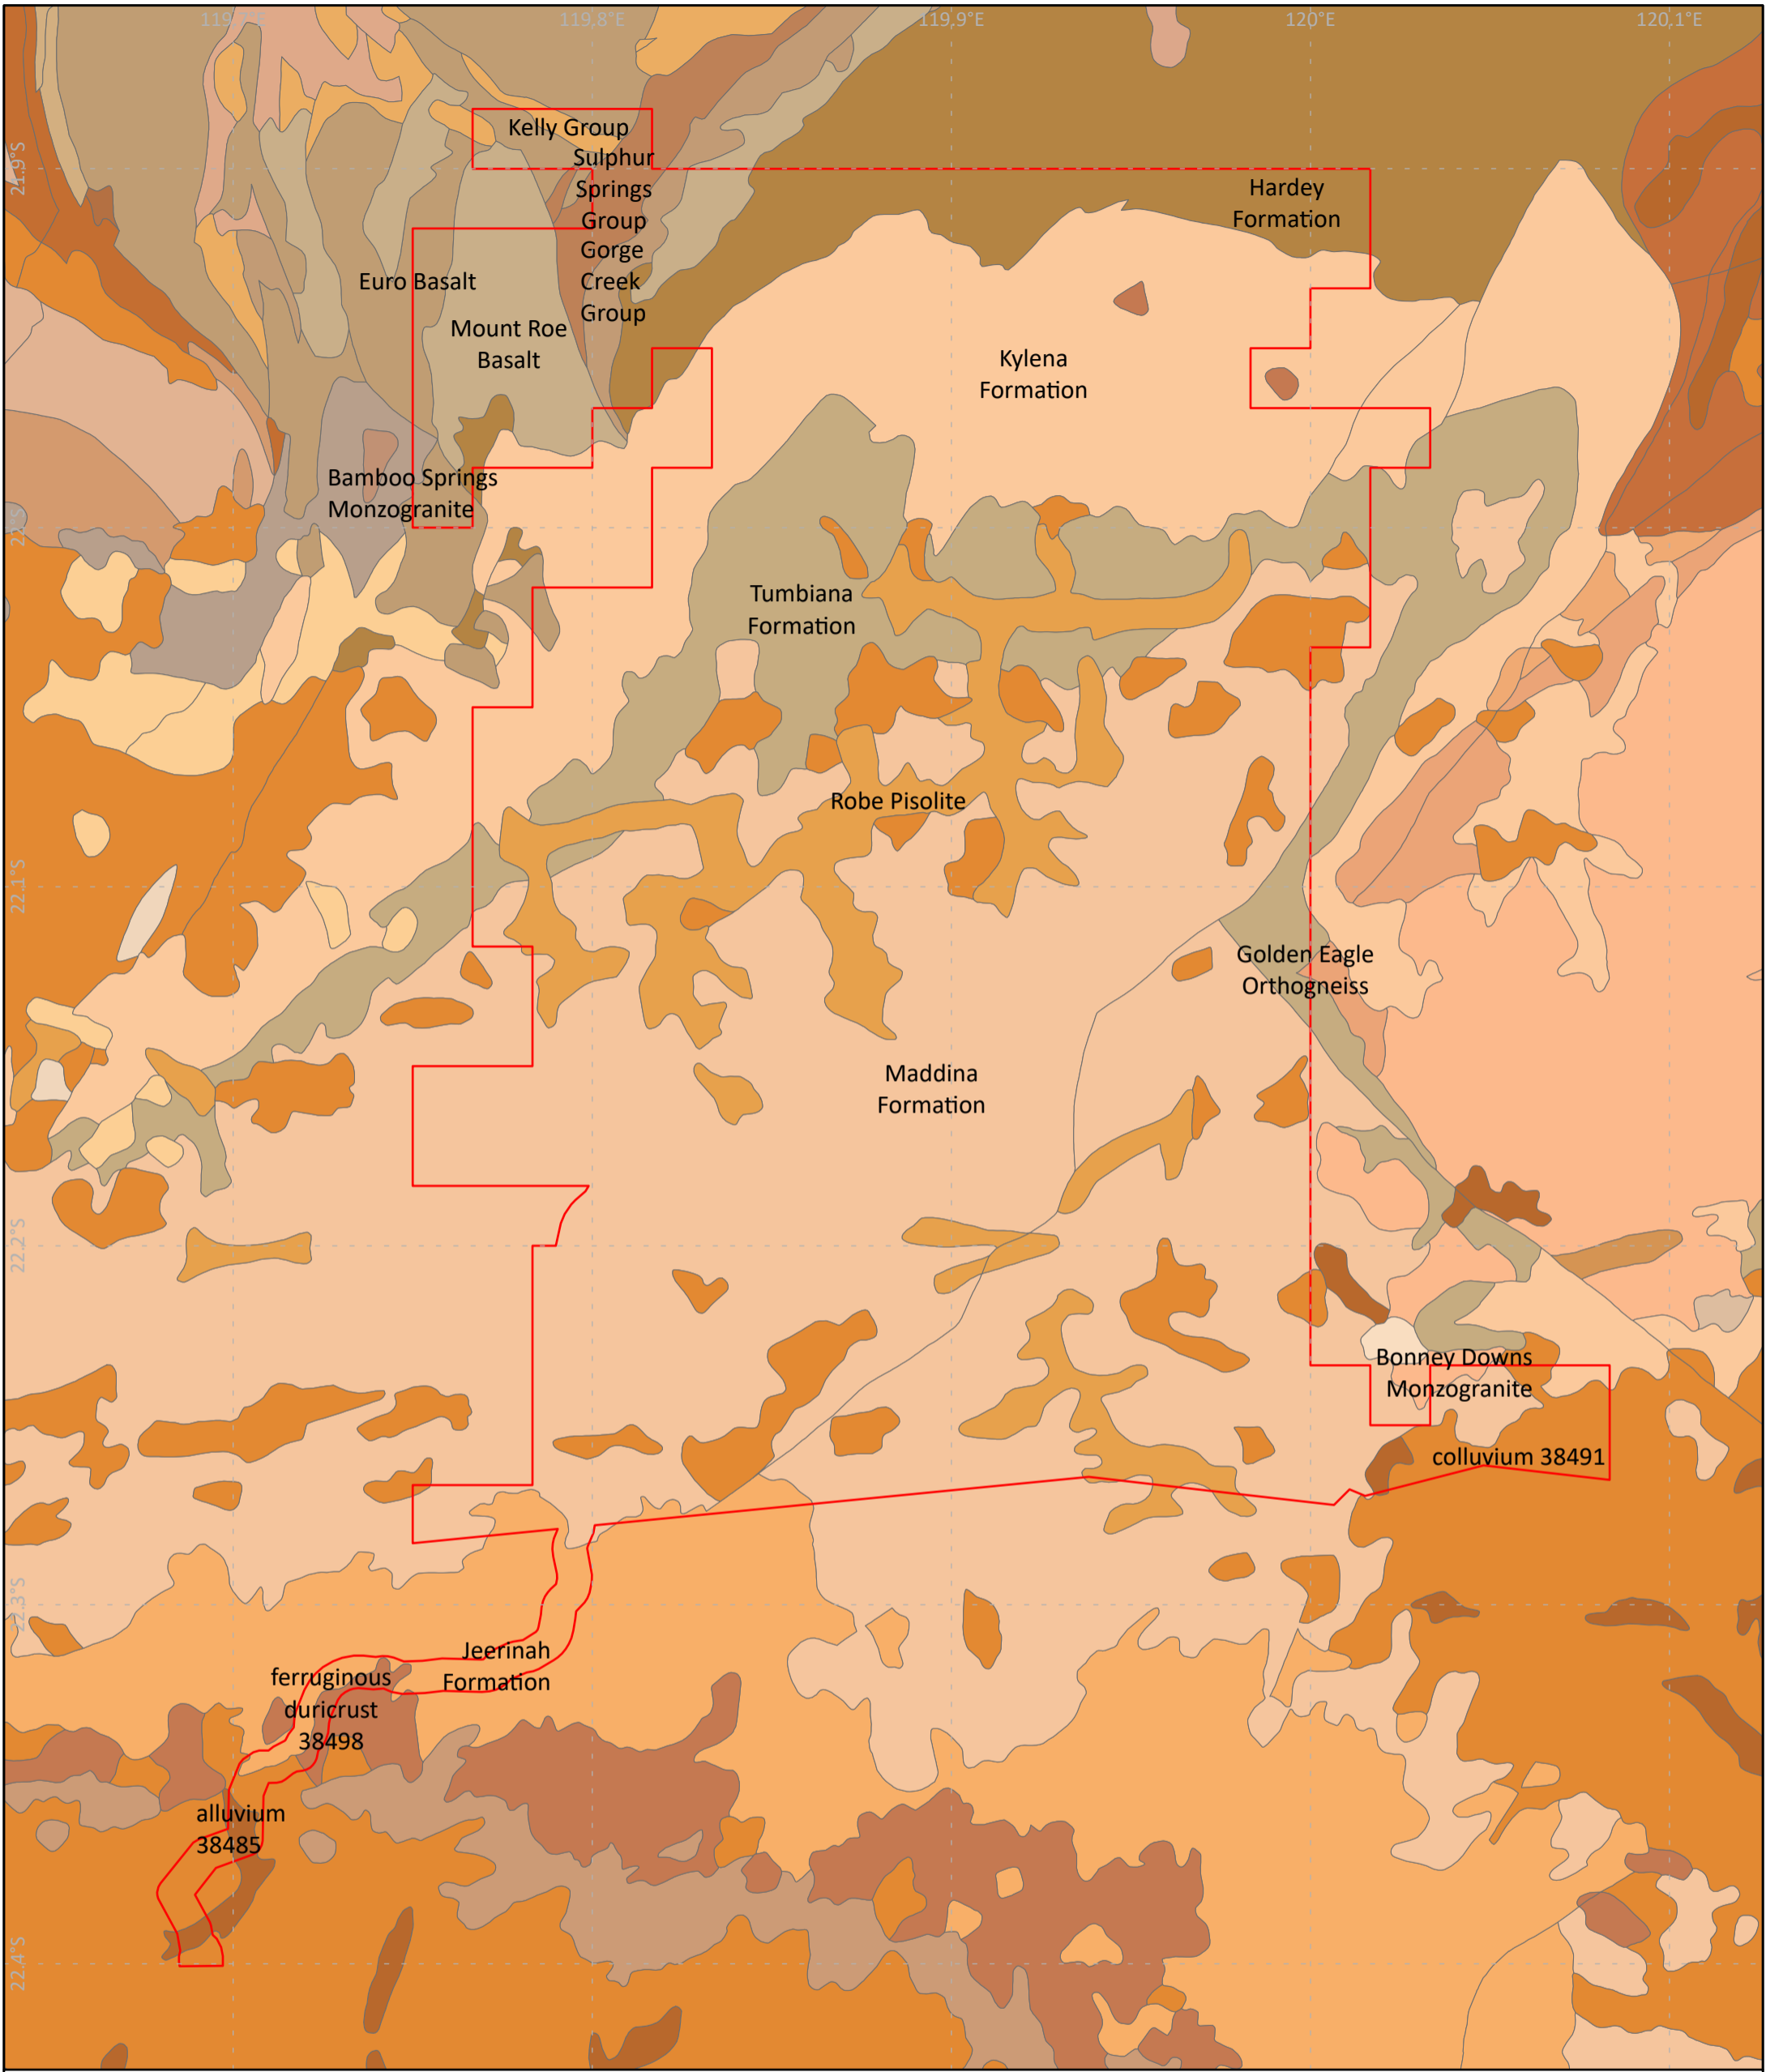 119.7°E
119.8°E
119.9°E
120°E
120.1°E
Kelly Group
21.9°S
Sulphur
Springs
Group
Hardey
Formation
Gorge
Creek
Group
Euro Basalt
Mount Roe
Basalt
Kylena
Formation
Bamboo Springs
Monzogranite
22°S
Tumbiana
Formation
Robe Pisolite
22.1°S
Golden Eagle
Orthogneiss
Maddina
Formation
22.2°S
Bonney Downs
Monzogranite
colluvium 38491
22.3°S
Jeerinah
Formation
ferruginous
duricrust
38498
alluvium
38485
22.4°S